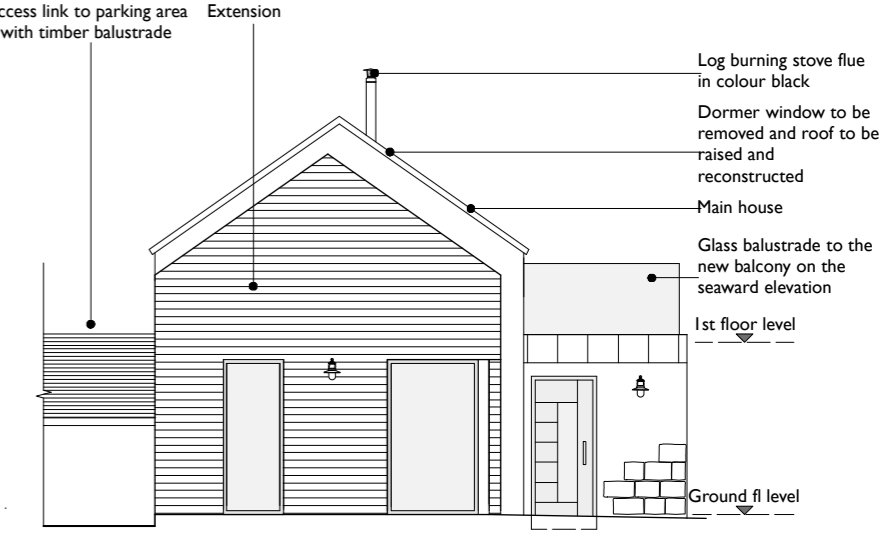 ccess link to parking area
with timber balustrade
Extension
Log burning stove flue
in colour black
Dormer window to be
removed and roof to be
raised and
reconstructed
Main house
Glass balustrade to the
new balcony on the
seaward elevation
1st floor level
Ground fl level